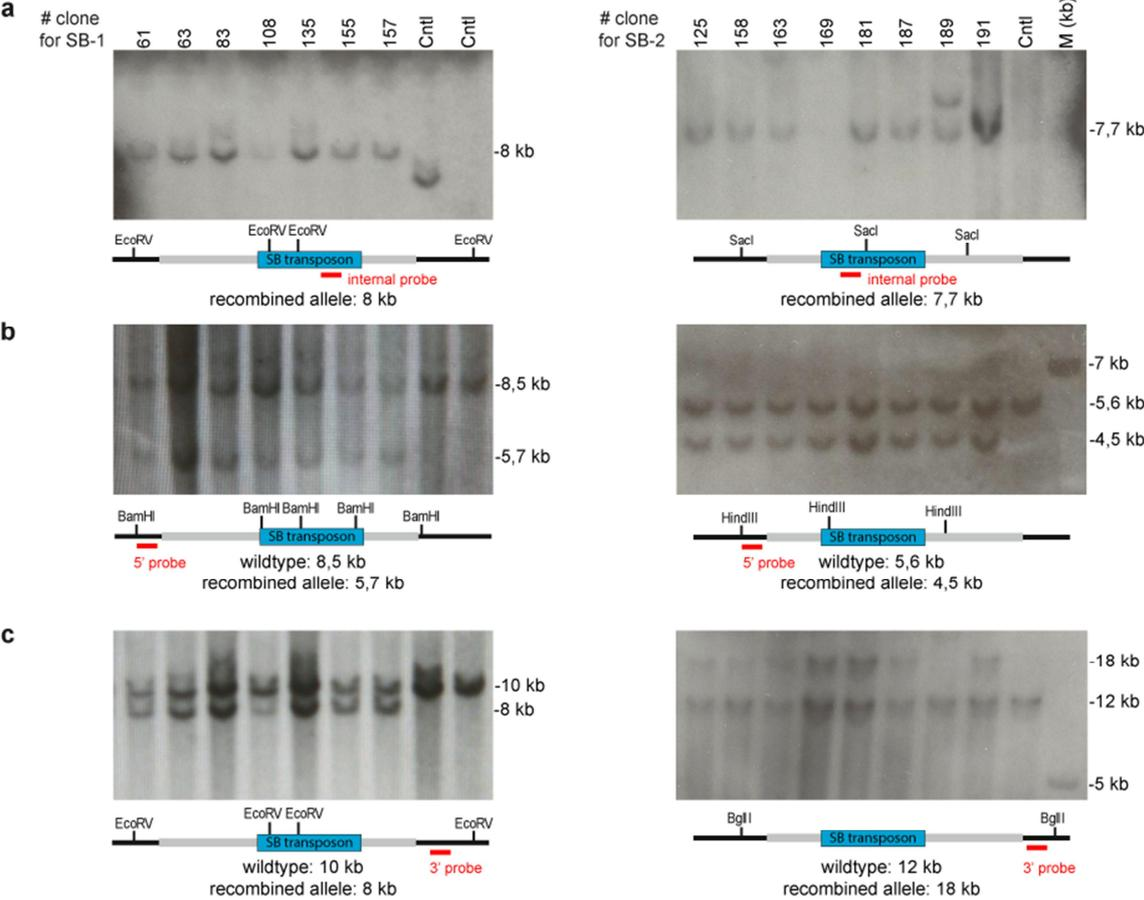 a
# clone
for SB-1
61
63
83
108
135
155
157
Cntl
Cntl
-8 kb
EcoRV
EcoRV EcoRV
EcoRV
SB transposon
internal probe
recombined allele: 8 kb
# clone
for SB-2
125
158
163
169
181
187
189
191
Cntl
M (kb)
-7,7 kb
SacI
SacI
SacI
SB transposon
internal probe
recombined allele: 7,7 kb
b
-8,5 kb
-5,7 kb
BamHI
BamHI BamHI
BamHI
BamHI
SB transposon
5' probe
wildtype: 8,5 kb
recombined allele: 5,7 kb
-7 kb
-5,6 kb
-4,5 kb
HindIII
HindIII
HindIII
SB transposon
5' probe
wildtype: 5,6 kb
recombined allele: 4,5 kb
c
-10 kb
-8 kb
EcoRV
EcoRV EcoRV
EcoRV
SB transposon
wildtype: 10 kb
3' probe
recombined allele: 8 kb
-18 kb
-12 kb
-5 kb
BglII
BglII
SB transposon
wildtype: 12 kb
3' probe
recombined allele: 18 kb